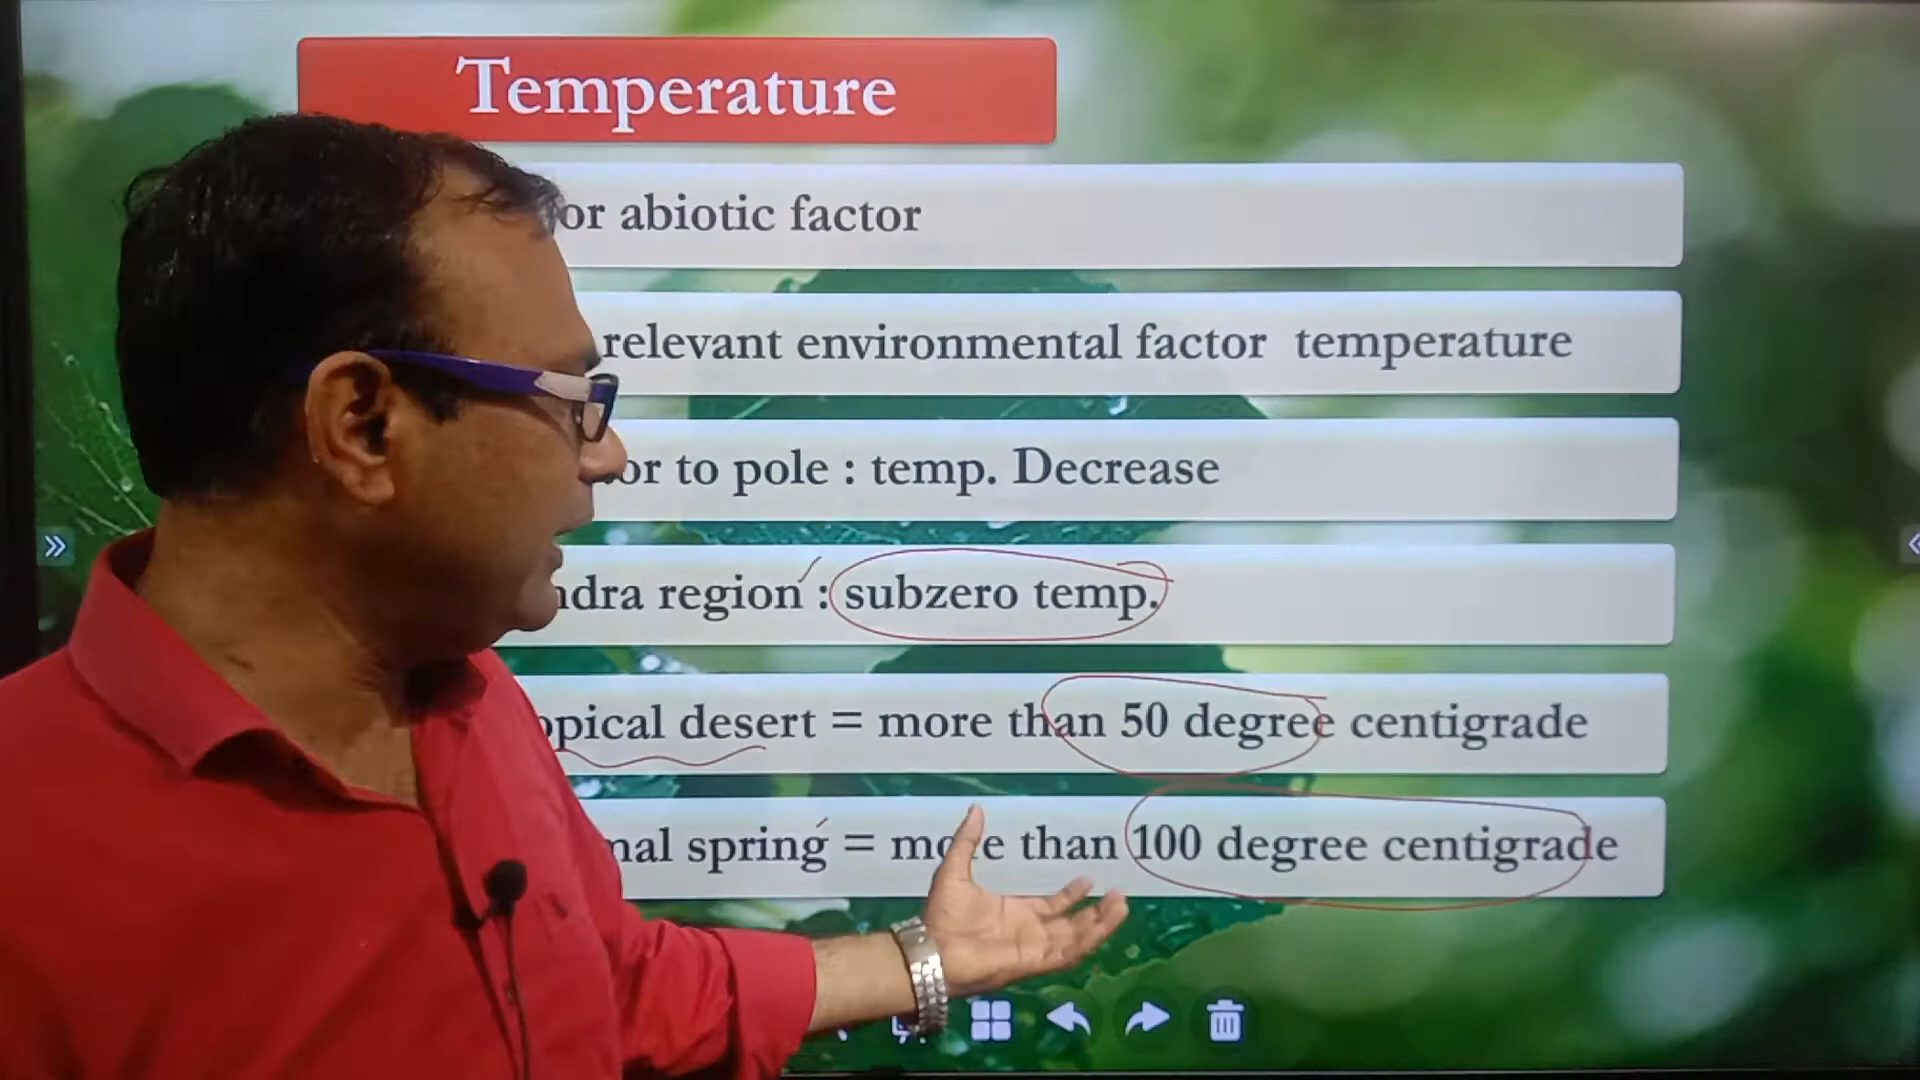 Temperature
or abiotic factor
relevant environmental factor temperature
or to pole : temp. Decrease
ndra region : subzero temp.
opical desert = more than 50 degree centigrade
mal spring = more than 100 degree centigrade